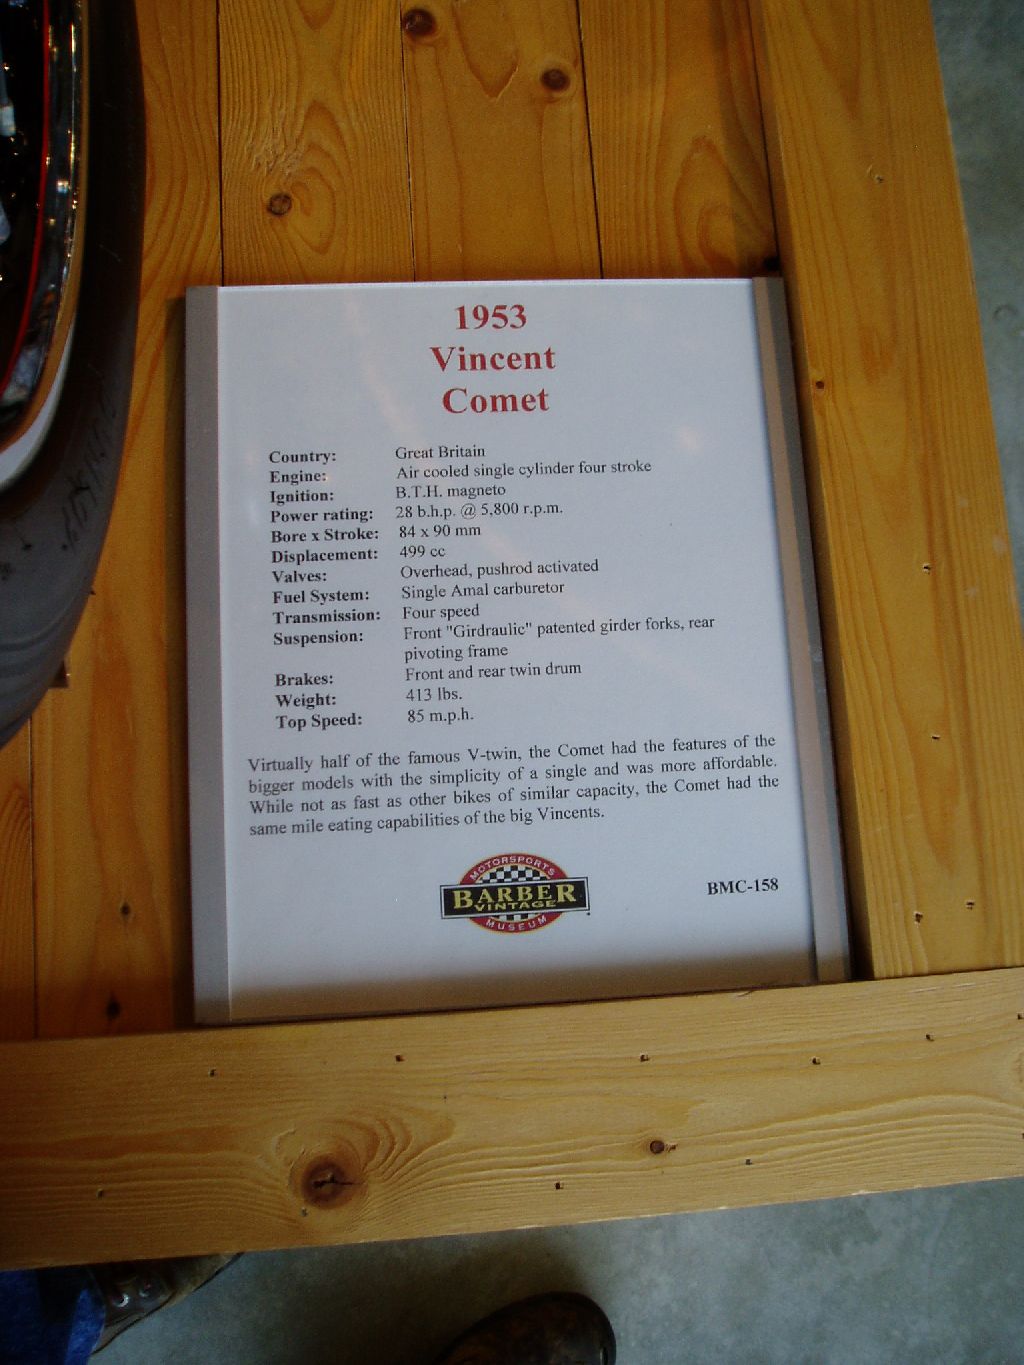 1953
Vincent
Comet
Country: Great Britain
Engine: Air cooled single cylinder four stroke
Ignition: B.T.H. magneto
Power rating: 28 b.h.p. @ 5,800 r.p.m.
Bore x Stroke: 84 x 90 mm
Displacement: 499 cc
Valves: Overhead, pushrod activated
Fuel System: Single Amal carburetor
Transmission: Four speed
Suspension: Front "Girdraulic" patented girder forks, rear
pivoting frame
Brakes: Front and rear twin drum
Weight: 413 lbs.
Top Speed: 85 m.p.h.
Virtually half of the famous V-twin, the Comet had the features of the
bigger models with the simplicity of a single and was more affordable.
While not as fast as other bikes of similar capacity, the Comet had the
same mile eating capabilities of the big Vincents.
MOTORSPORTS
BARBER
VINTAGE
MUSEUM
BMC-158